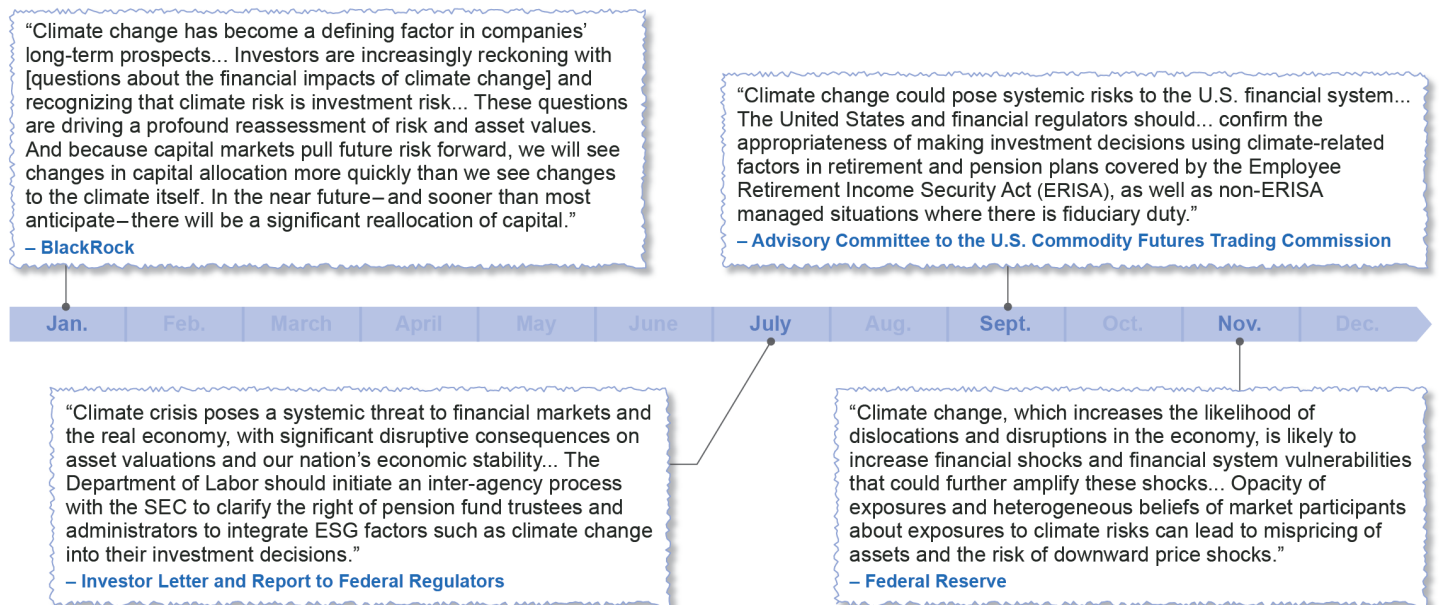 “Climate change has become a defining factor in companies’
long-term prospects... Investors are increasingly reckoning with
[questions about the financial impacts of climate change] and
recognizing that climate risk is investment risk... These questions
are driving a profound reassessment of risk and asset values.
And because capital markets pull future risk forward, we will see
changes in capital allocation more quickly than we see changes
to the climate itself. In the near future–and sooner than most
anticipate–there will be a significant reallocation of capital.”
– BlackRock
“Climate change could pose systemic risks to the U.S. financial system...
The United States and financial regulators should... confirm the
appropriateness of making investment decisions using climate-related
factors in retirement and pension plans covered by the Employee
Retirement Income Security Act (ERISA), as well as non-ERISA
managed situations where there is fiduciary duty.”
– Advisory Committee to the U.S. Commodity Futures Trading Commission
Jan. Feb. March April May June July Aug. Sept. Oct. Nov. Dec.
“Climate crisis poses a systemic threat to financial markets and
the real economy, with significant disruptive consequences on
asset valuations and our nation’s economic stability... The
Department of Labor should initiate an inter-agency process
with the SEC to clarify the right of pension fund trustees and
administrators to integrate ESG factors such as climate change
into their investment decisions.”
– Investor Letter and Report to Federal Regulators
“Climate change, which increases the likelihood of
dislocations and disruptions in the economy, is likely to
increase financial shocks and financial system vulnerabilities
that could further amplify these shocks... Opacity of
exposures and heterogeneous beliefs of market participants
about exposures to climate risks can lead to mispricing of
assets and the risk of downward price shocks.”
– Federal Reserve